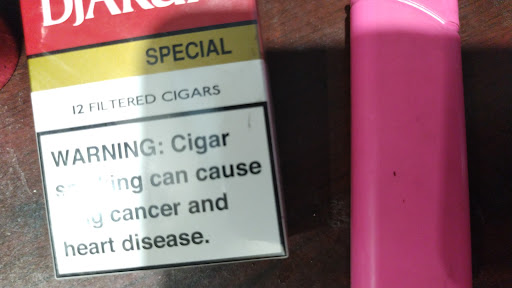 SPECIAL
12 FILTERED CIGARS
WARNING: Cigar
can cause
cancer and
heart disease.